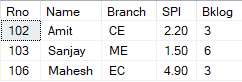 Rno Name Branch SPI Bklog
102 Amit CE 2.20 3
103 Sanjay ME 1.50 6
106 Mahesh EC 4.90 3